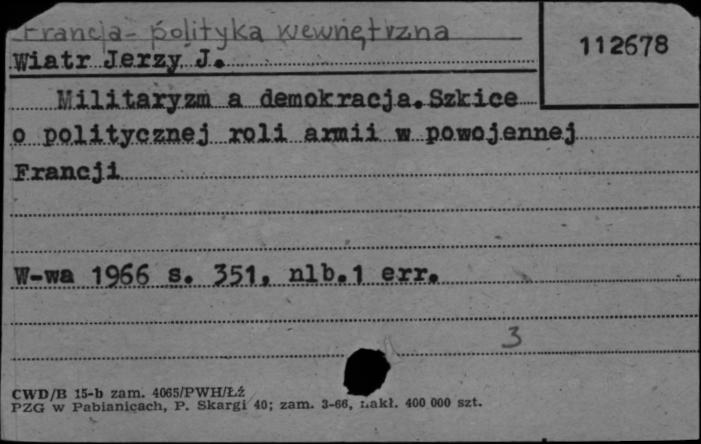 Francja - polityka wewnętrzna
112678
Wiatr Jerzy J.
Militaryzm a demokracja. Szkice
o politycznej roli armii w powojennej
Francji
W-wa 1966 s. 351, nlb.1 err.
3
CWD/B 15-b zam. 4065/PWH/Łź
PZG w Pabianicach, P. Skargi 40; zam. 3-66, nakł. 400 000 szt.